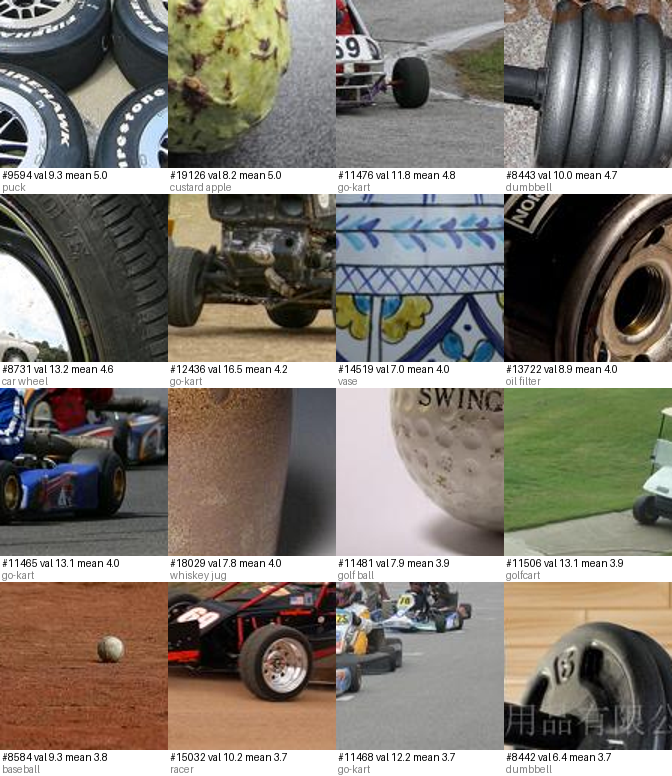 FIREHAWK
FIREHAWK
Firestone
69
#9594 val 9.3 mean 5.0
puck
#19126 val 8.2 mean 5.0
custard apple
#11476 val 11.8 mean 4.8
go-kart
#8443 val 10.0 mean 4.7
dumbbell
#8731 val 13.2 mean 4.6
car wheel
#12436 val 16.5 mean 4.2
go-kart
#14519 val 7.0 mean 4.0
vase
#13722 val 8.9 mean 4.0
oil filter
SWING
#11465 val 13.1 mean 4.0
go-kart
#18029 val 7.8 mean 4.0
whiskey jug
#11481 val 7.9 mean 3.9
golf ball
#11506 val 13.1 mean 3.9
golfcart
69
用品有限公
#8584 val 9.3 mean 3.8
baseball
#15032 val 10.2 mean 3.7
racer
#11468 val 12.2 mean 3.7
go-kart
#8442 val 6.4 mean 3.7
dumbbell